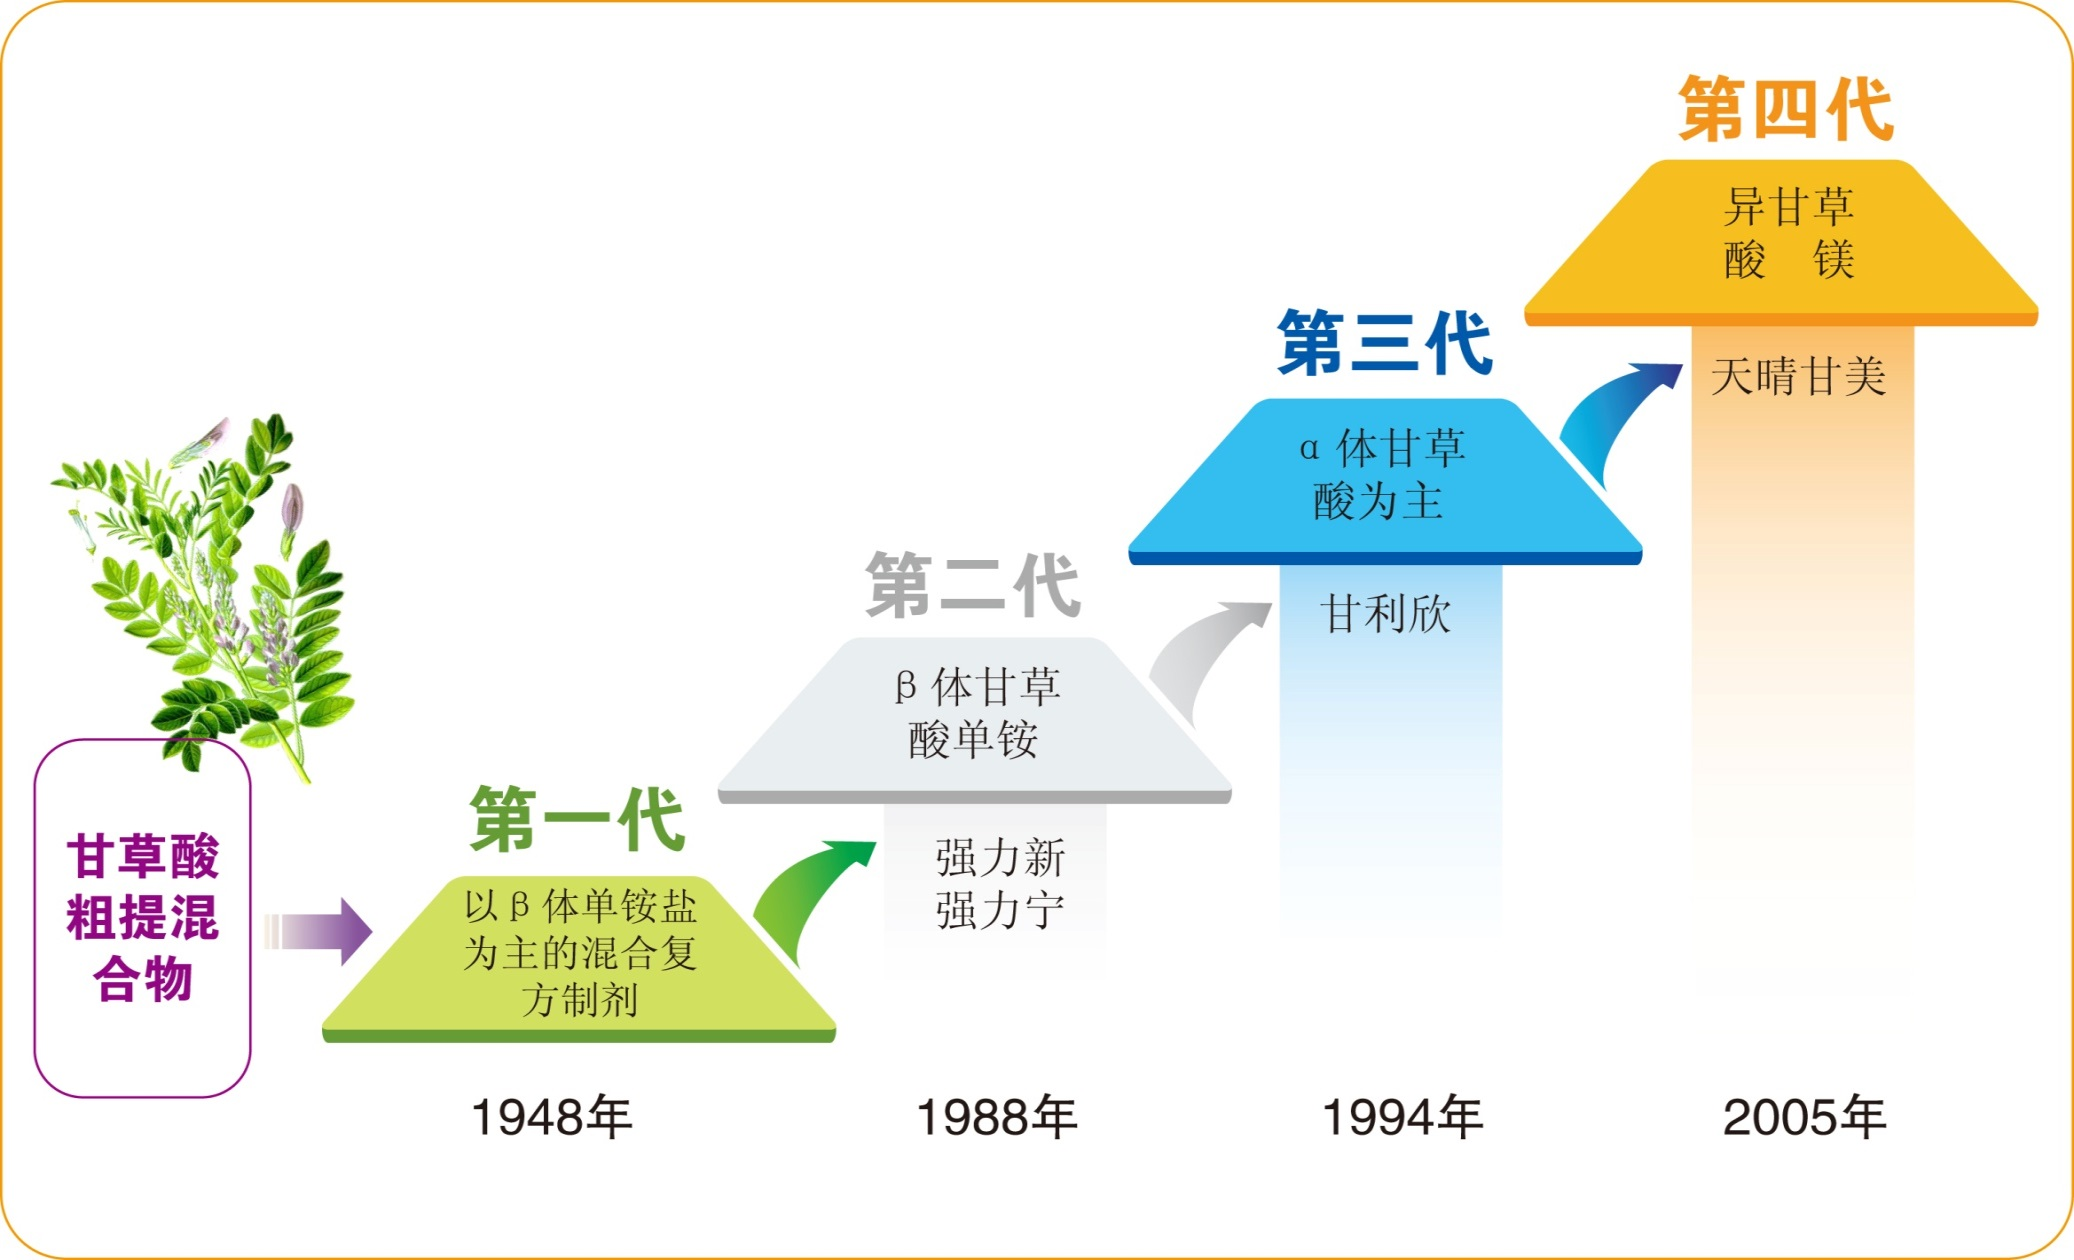 甘草酸
粗提混
合物
第一代
以β体单铵盐
为主的混合复
方制剂
1948年
第二代
β体甘草
酸单铵
强力新
强力宁
1988年
第三代
α体甘草
酸为主
甘利欣
1994年
第四代
异甘草
酸 镁
天晴甘美
2005年